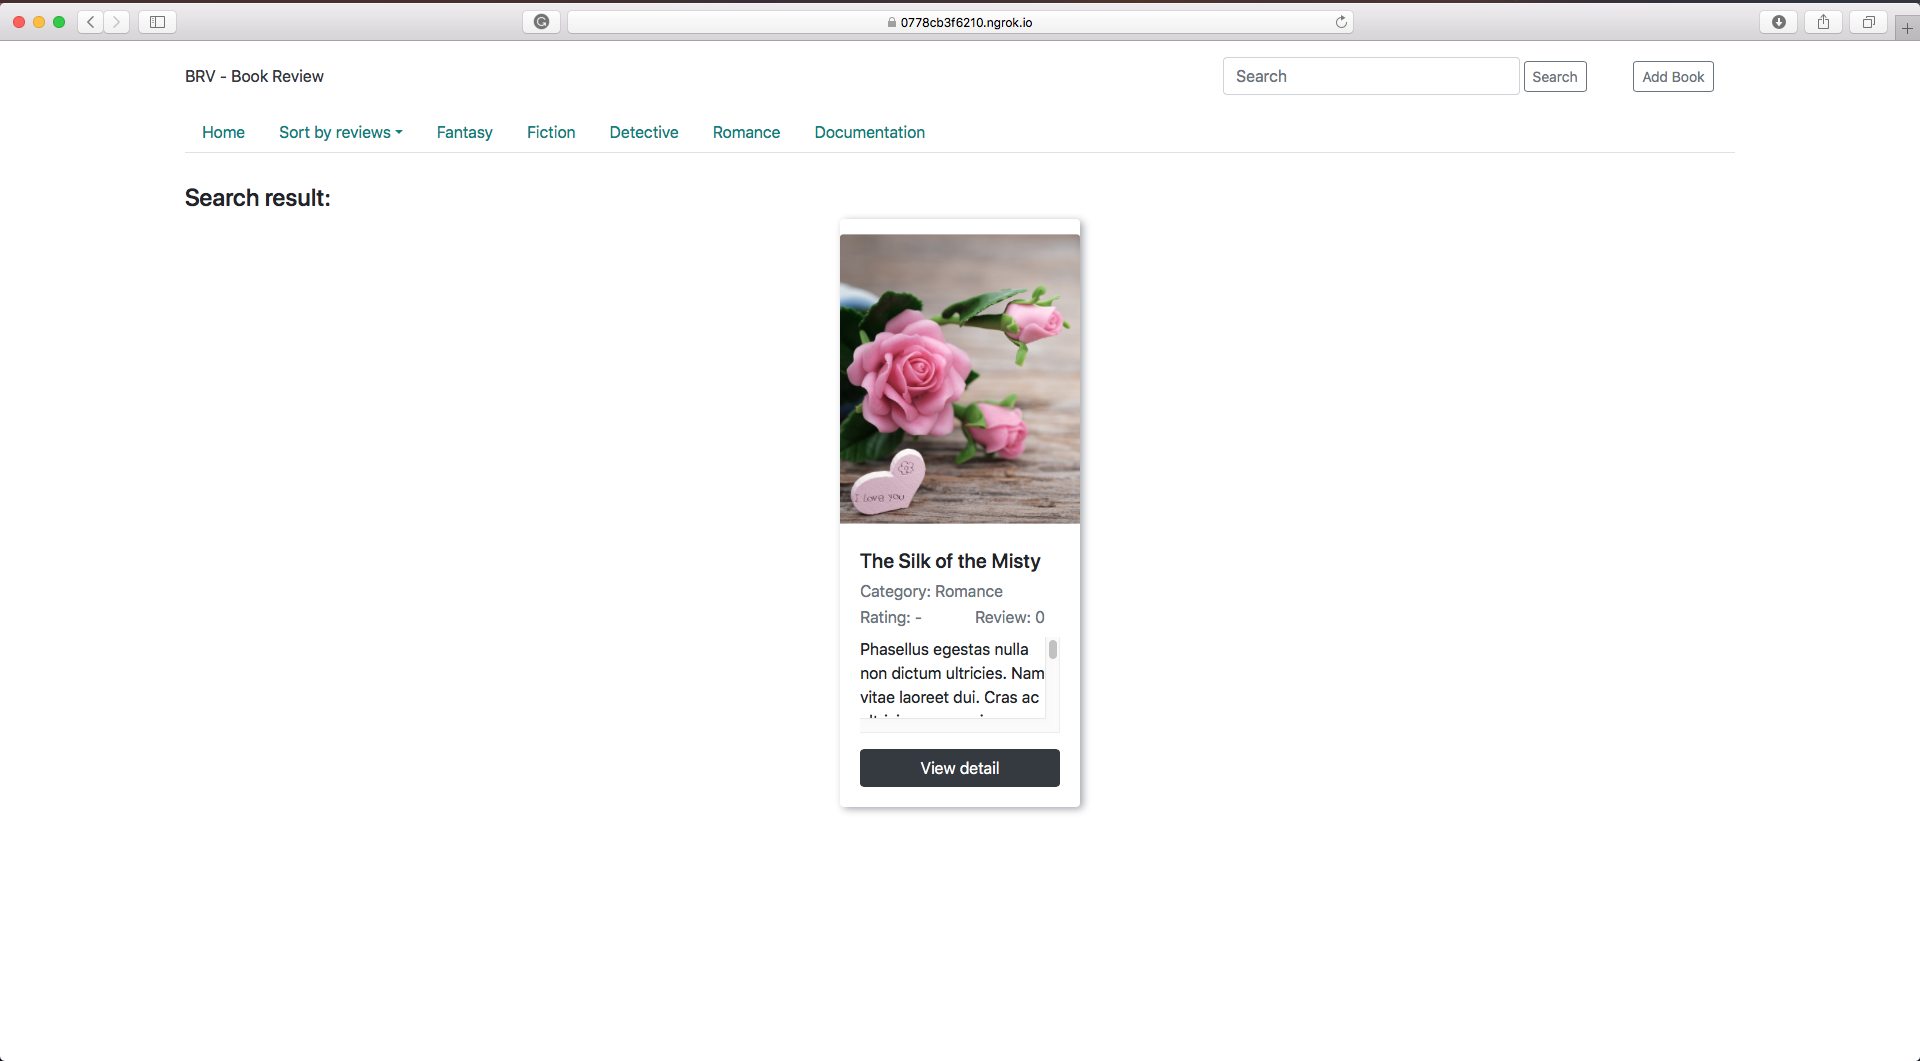 0778cb3f6210.ngrok.io
BRV - Book Review
Search
Search
Add Book
Home
Sort by reviews
Fantasy
Fiction
Detective
Romance
Documentation
Search result:
I Love you
The Silk of the Misty
Category: Romance
Rating: -
Review: 0
Phasellus egestas nulla
non dictum ultricies. Nam
vitae laoreet dui. Cras ac
View detail